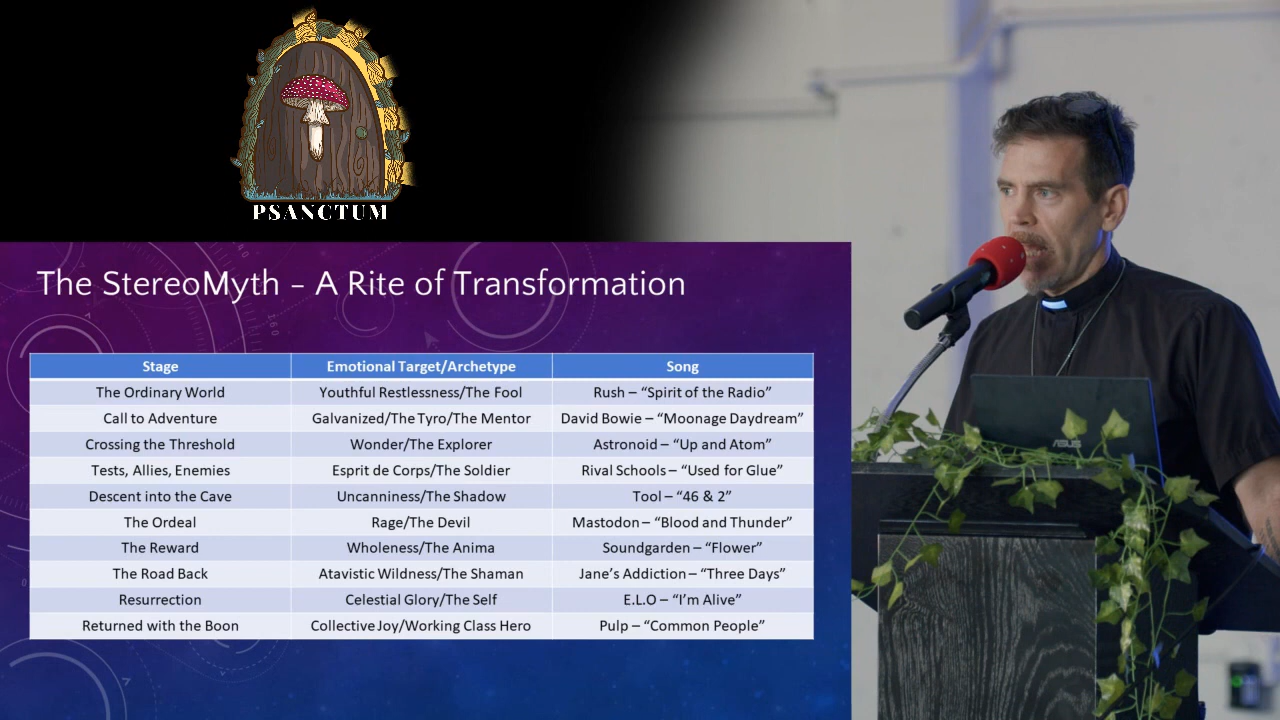 PSANCTUM
The StereoMyth – A Rite of Transformation
Stage Emotional Target/Archetype Song
The Ordinary World Youthful Restlessness/The Fool Rush – “Spirit of the Radio”
Call to Adventure Galvanized/The Tyro/The Mentor David Bowie – “Moonage Daydream”
Crossing the Threshold Wonder/The Explorer Astronoid – “Up and Atom”
Tests, Allies, Enemies Esprit de Corps/The Soldier Rival Schools – “Used for Glue”
Descent into the Cave Uncanniness/The Shadow Tool – “46 & 2”
The Ordeal Rage/The Devil Mastodon – “Blood and Thunder”
The Reward Wholeness/The Anima Soundgarden – “Flower”
The Road Back Atavistic Wildness/The Shaman Jane’s Addiction – “Three Days”
Resurrection Celestial Glory/The Self E.L.O – “I’m Alive”
Returned with the Boon Collective Joy/Working Class Hero Pulp – “Common People”
ASUS